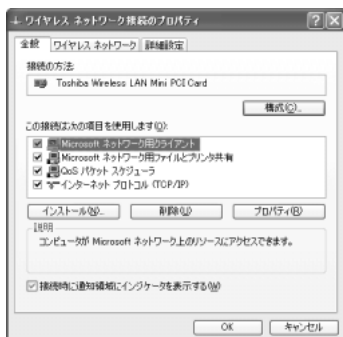 ワイヤレス ネットワーク接続のプロパティ
全般 ワイヤレス ネットワーク 詳細設定
接続の方法:
Toshiba Wireless LAN Mini PCI Card
構成(C)...
この接続は次の項目を使用します(O):
Microsoft ネットワーク用クライアント
Microsoft ネットワーク用ファイルとプリンタ共有
QoS パケット スケジューラ
インターネット プロトコル (TCP/IP)
インストール(N)... 削除(U) プロパティ(R)
説明
コンピュータが Microsoft ネットワーク上のリソースにアクセスできます。
接続時に通知領域にインジケータを表示する(W)
OK キャンセル